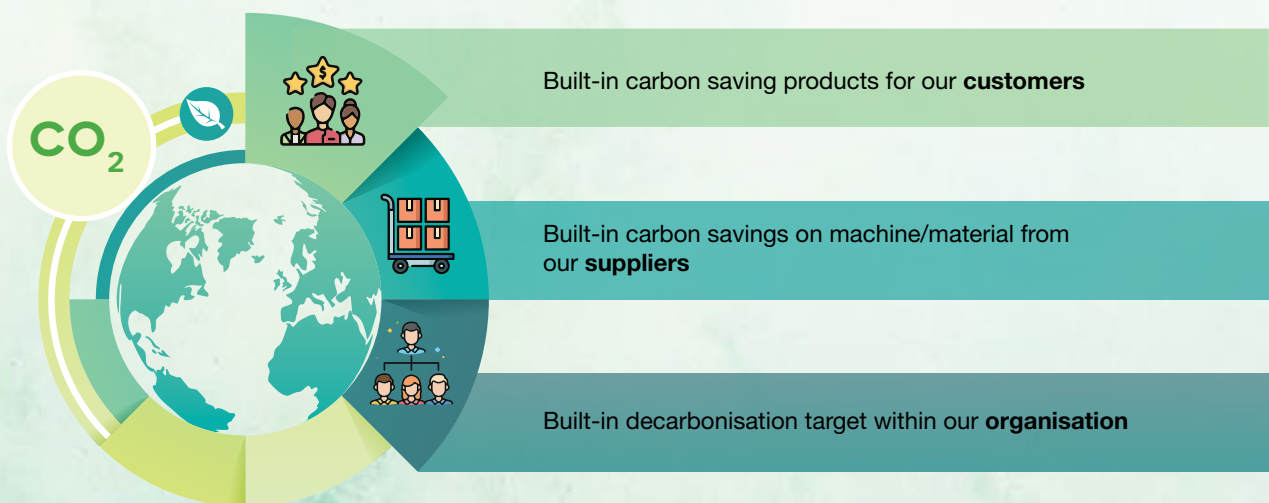 CO₂
Built-in carbon saving products for our customers
Built-in carbon savings on machine/material from
our suppliers
Built-in decarbonisation target within our organisation